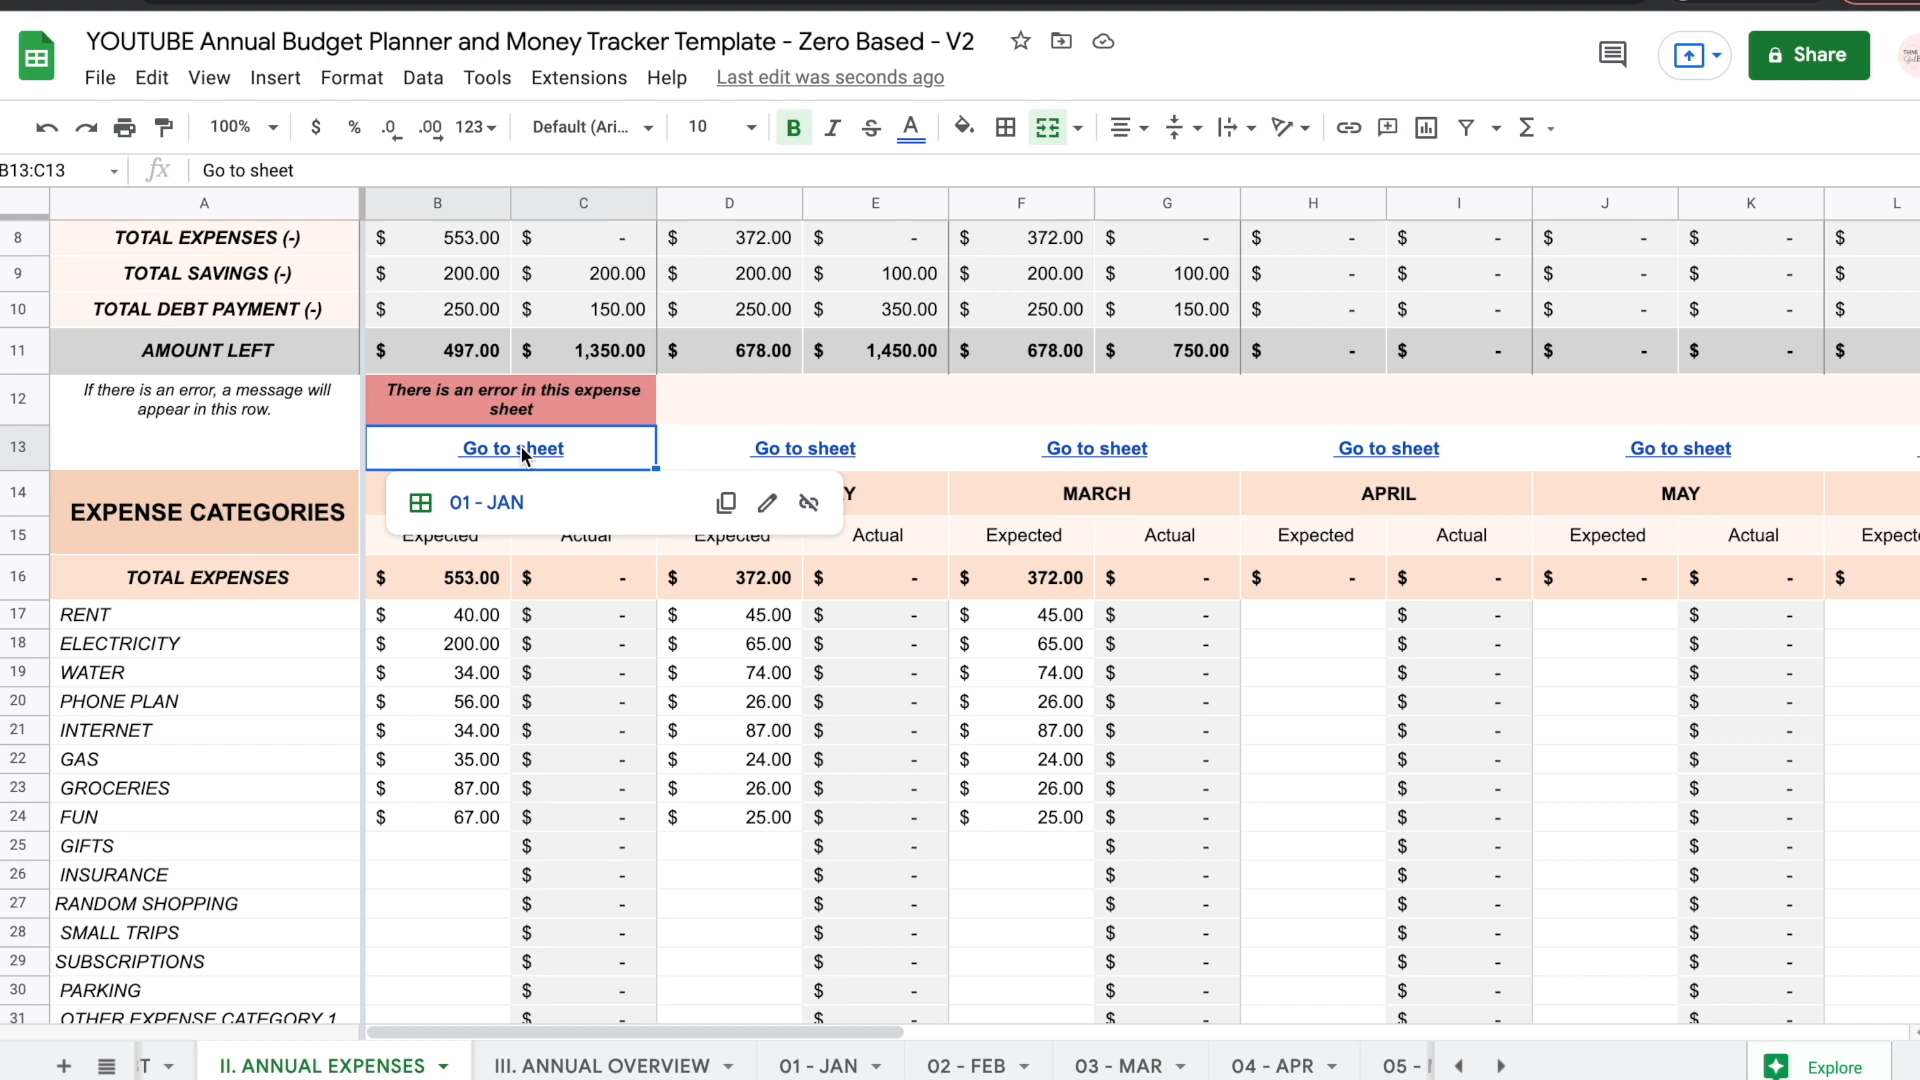 YOUTUBE Annual Budget Planner and Money Tracker Template - Zero Based - V2
Share
File Edit View Insert Format Data Tools Extensions Help Last edit was seconds ago
100% $ % .0 .00 123 Default (Ari... 10 B I S A Σ
B13:C13 fx Go to sheet
A B C D E F G H I J K L
8 TOTAL EXPENSES (-) $ 553.00 $ - $ 372.00 $ - $ 372.00 $ - $ - $ - $ - $ - $
9 TOTAL SAVINGS (-) $ 200.00 $ 200.00 $ 200.00 $ 100.00 $ 200.00 $ 100.00 $ - $ - $ - $ - $
10 TOTAL DEBT PAYMENT (-) $ 250.00 $ 150.00 $ 250.00 $ 350.00 $ 250.00 $ 150.00 $ - $ - $ - $ - $
11 AMOUNT LEFT $ 497.00 $ 1,350.00 $ 678.00 $ 1,450.00 $ 678.00 $ 750.00 $ - $ - $ - $ - $
12 If there is an error, a message will
appear in this row.
There is an error in this expense
sheet
13 Go to sheet Go to sheet Go to sheet Go to sheet Go to sheet
01 - JAN
14 EXPENSE CATEGORIES Y MARCH APRIL MAY
15 Expected Actual Expected Actual Expected Actual Expected Actual Expected Actual Expect
16 TOTAL EXPENSES $ 553.00 $ - $ 372.00 $ - $ 372.00 $ - $ - $ - $ - $ - $
17 RENT $ 40.00 $ - $ 45.00 $ - $ 45.00 $ - $ - $ -
18 ELECTRICITY $ 200.00 $ - $ 65.00 $ - $ 65.00 $ - $ - $ -
19 WATER $ 34.00 $ - $ 74.00 $ - $ 74.00 $ - $ - $ -
20 PHONE PLAN $ 56.00 $ - $ 26.00 $ - $ 26.00 $ - $ - $ -
21 INTERNET $ 34.00 $ - $ 87.00 $ - $ 87.00 $ - $ - $ -
22 GAS $ 35.00 $ - $ 24.00 $ - $ 24.00 $ - $ - $ -
23 GROCERIES $ 87.00 $ - $ 26.00 $ - $ 26.00 $ - $ - $ -
24 FUN $ 67.00 $ - $ 25.00 $ - $ 25.00 $ - $ - $ -
25 GIFTS $ - $ - $ - $ - $ -
26 INSURANCE $ - $ - $ - $ - $ -
27 RANDOM SHOPPING $ - $ - $ - $ - $ -
28 SMALL TRIPS $ - $ - $ - $ - $ -
29 SUBSCRIPTIONS $ - $ - $ - $ - $ -
30 PARKING $ - $ - $ - $ - $ -
31 OTHER EXPENSE CATEGORY 1 $ - $ - $ - $ - $ -
T II. ANNUAL EXPENSES III. ANNUAL OVERVIEW 01 - JAN 02 - FEB 03 - MAR 04 - APR 05 - Explore